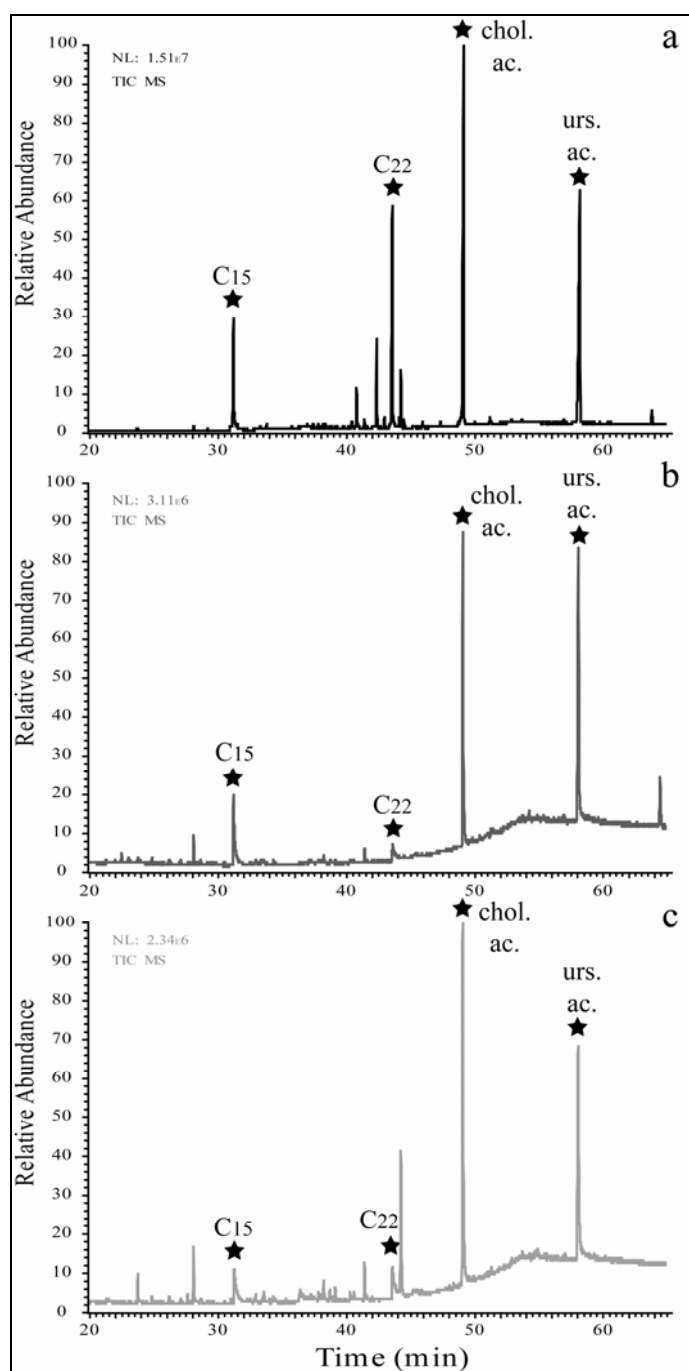 a
NL: 1.51E7
TIC MS
chol.
ac.
urs.
ac.
C22
C15
Relative Abundance
100
90
80
70
60
50
40
30
20
10
0
20 30 40 50 60
b
NL: 3.11E6
TIC MS
chol.
ac.
urs.
ac.
C15
C22
Relative Abundance
100
90
80
70
60
50
40
30
20
10
0
20 30 40 50 60
c
NL: 2.34E6
TIC MS
chol.
ac.
urs.
ac.
C15
C22
Relative Abundance
100
90
80
70
60
50
40
30
20
10
0
20 30 40 50 60
Time (min)